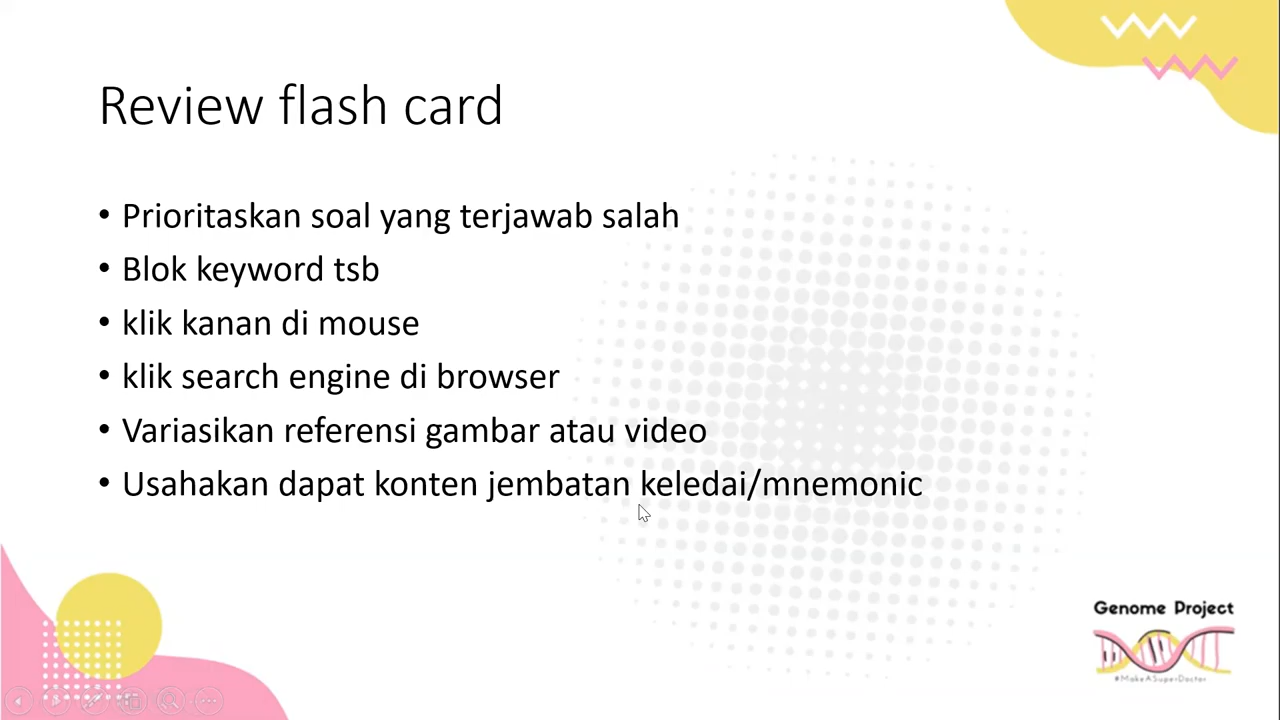 Review flash card
• Prioritaskan soal yang terjawab salah
• Blok keyword tsb
• klik kanan di mouse
• klik search engine di browser
• Variasikan referensi gambar atau video
• Usahakan dapat konten jembatan keledai/mnemonic
Genome Project
#MakeASuperDoctor